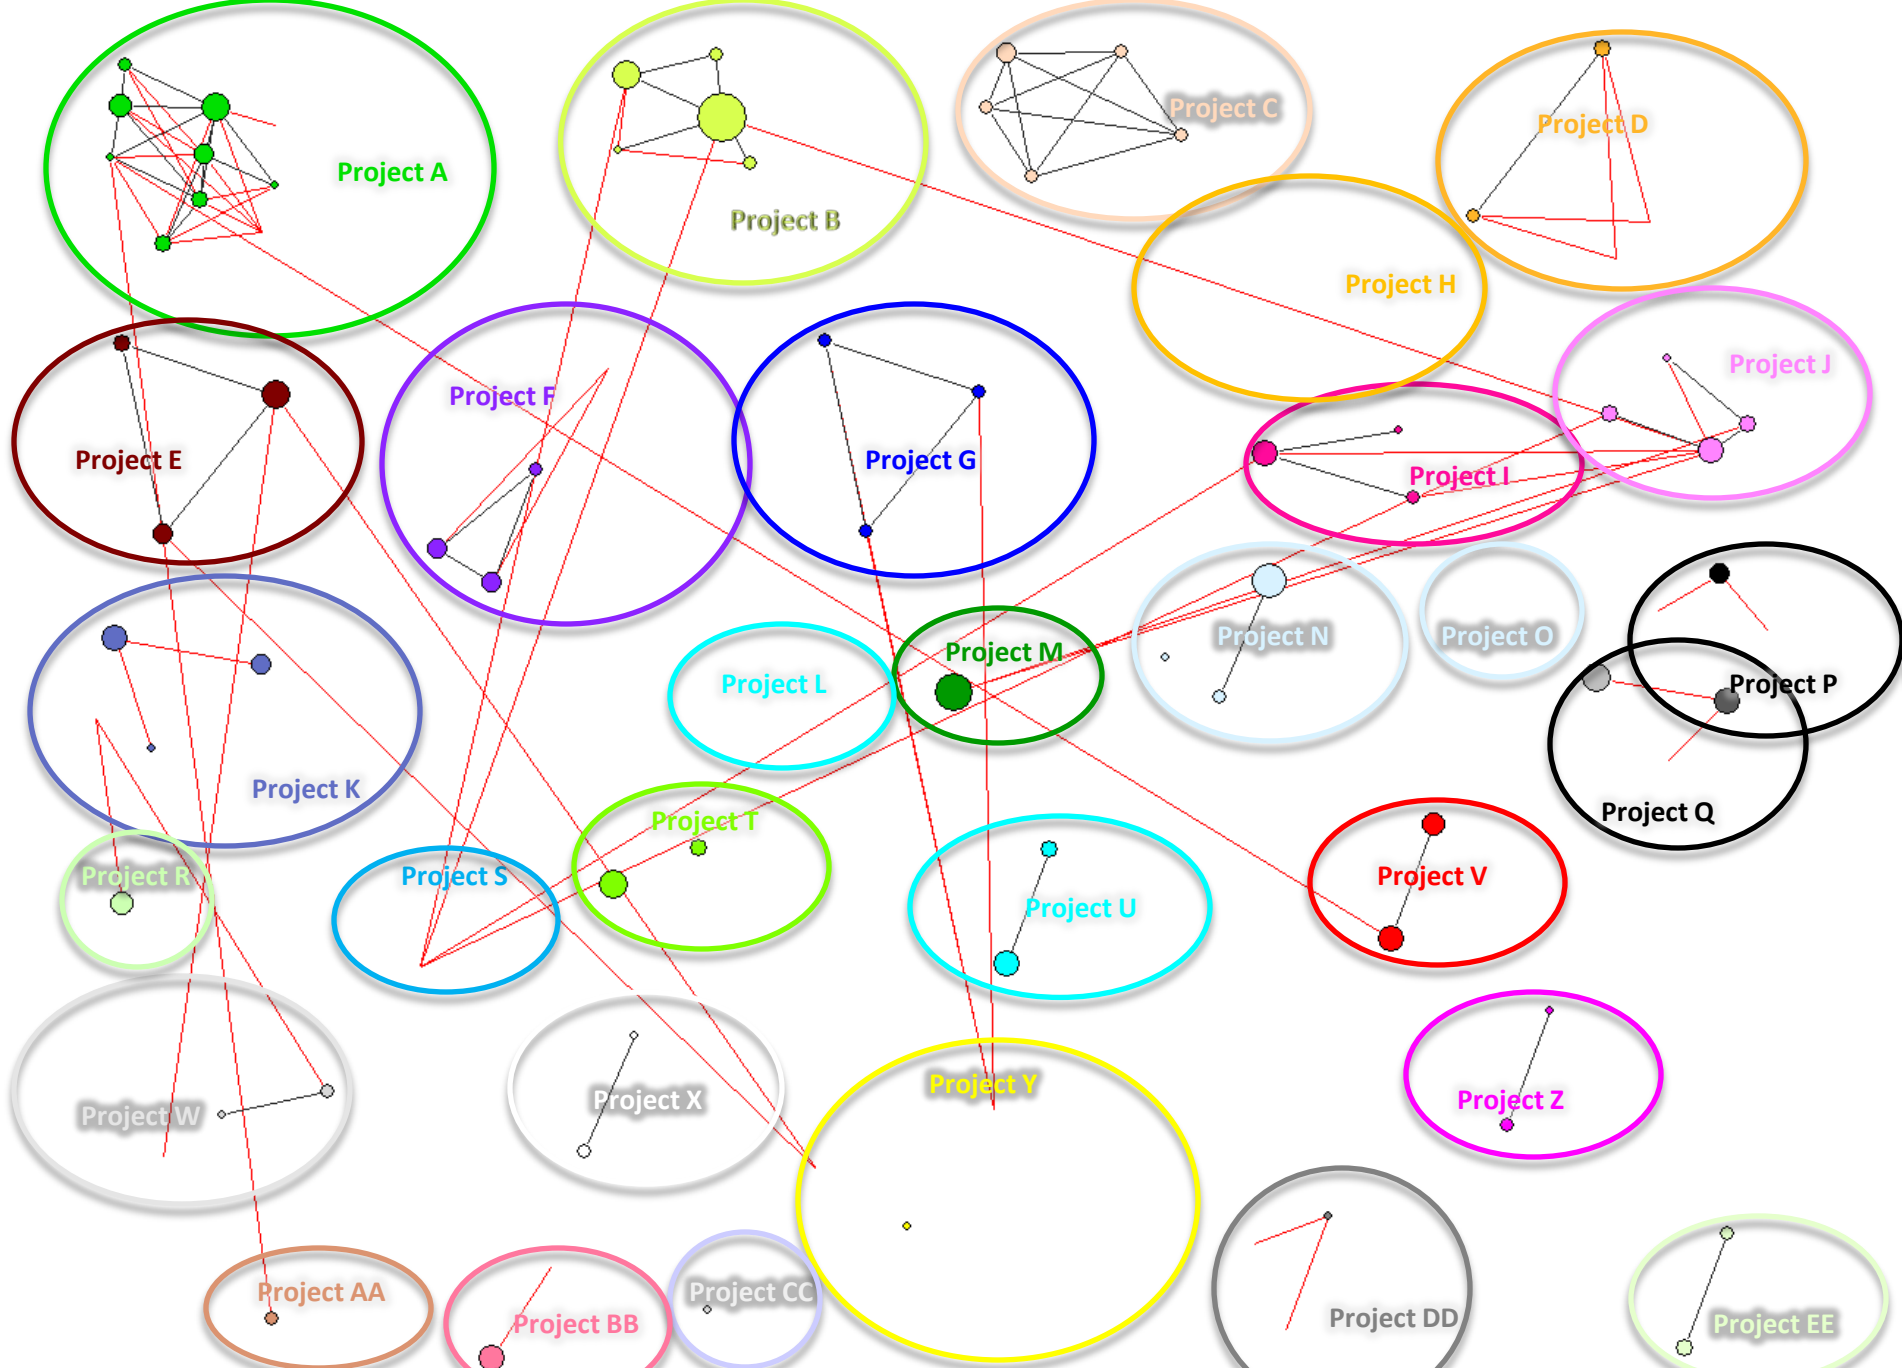 Project A
Project B
Project C
Project D
Project E
Project F
Project G
Project H
Project I
Project J
Project K
Project L
Project M
Project N
Project O
Project P
Project Q
Project R
Project S
Project T
Project U
Project V
Project W
Project X
Project Y
Project Z
Project AA
Project BB
Project CC
Project DD
Project EE